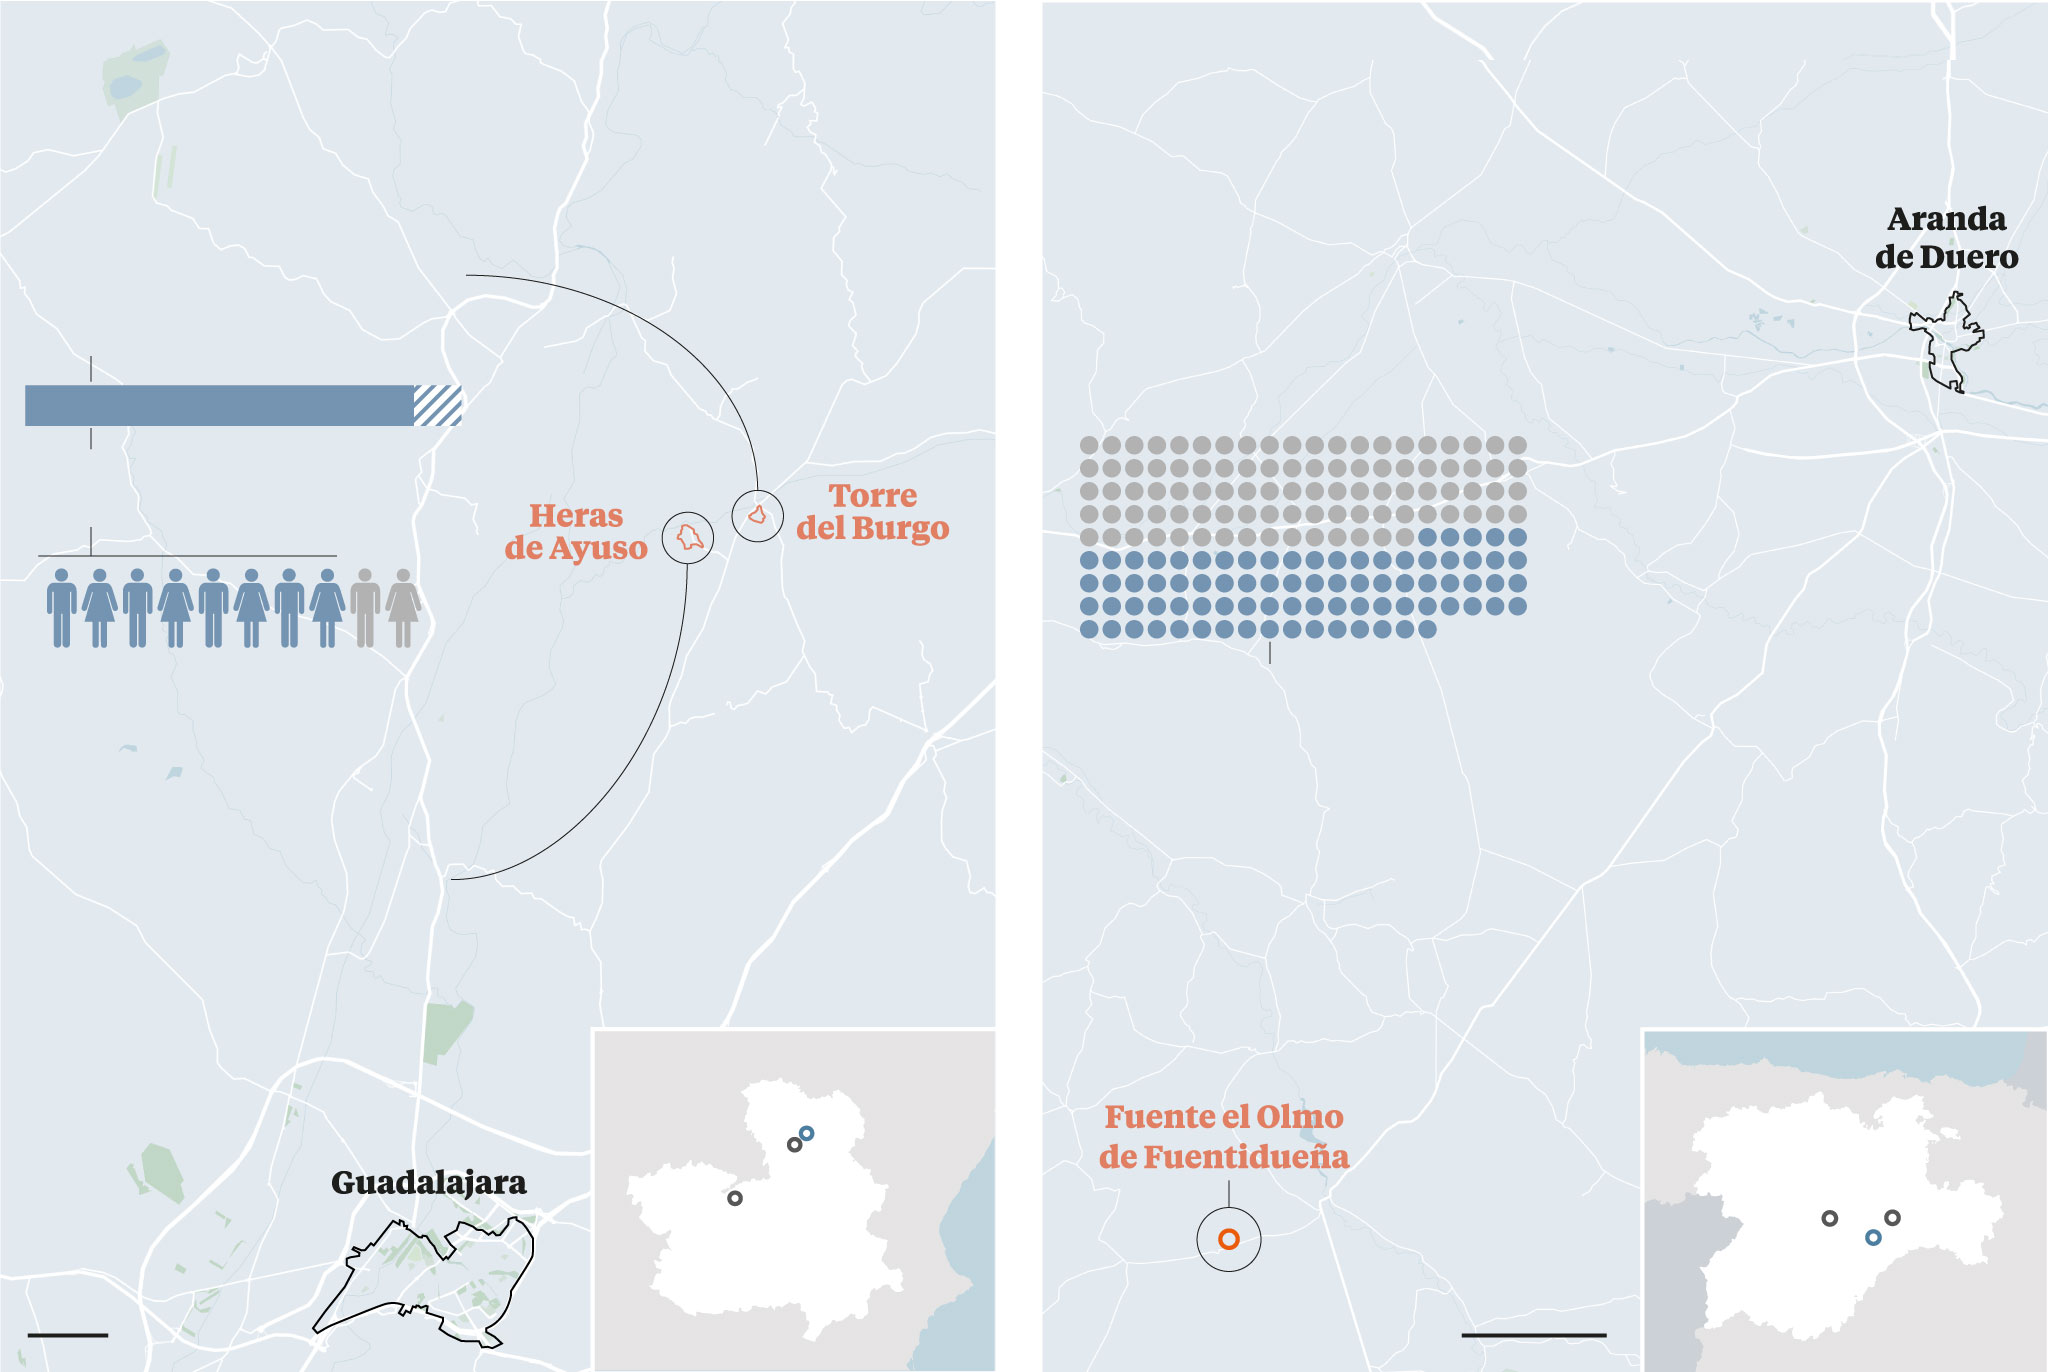 Heras
de Ayuso
Torre
del Burgo
Guadalajara
Aranda
de Duero
Fuente el Olmo
de Fuentidueña